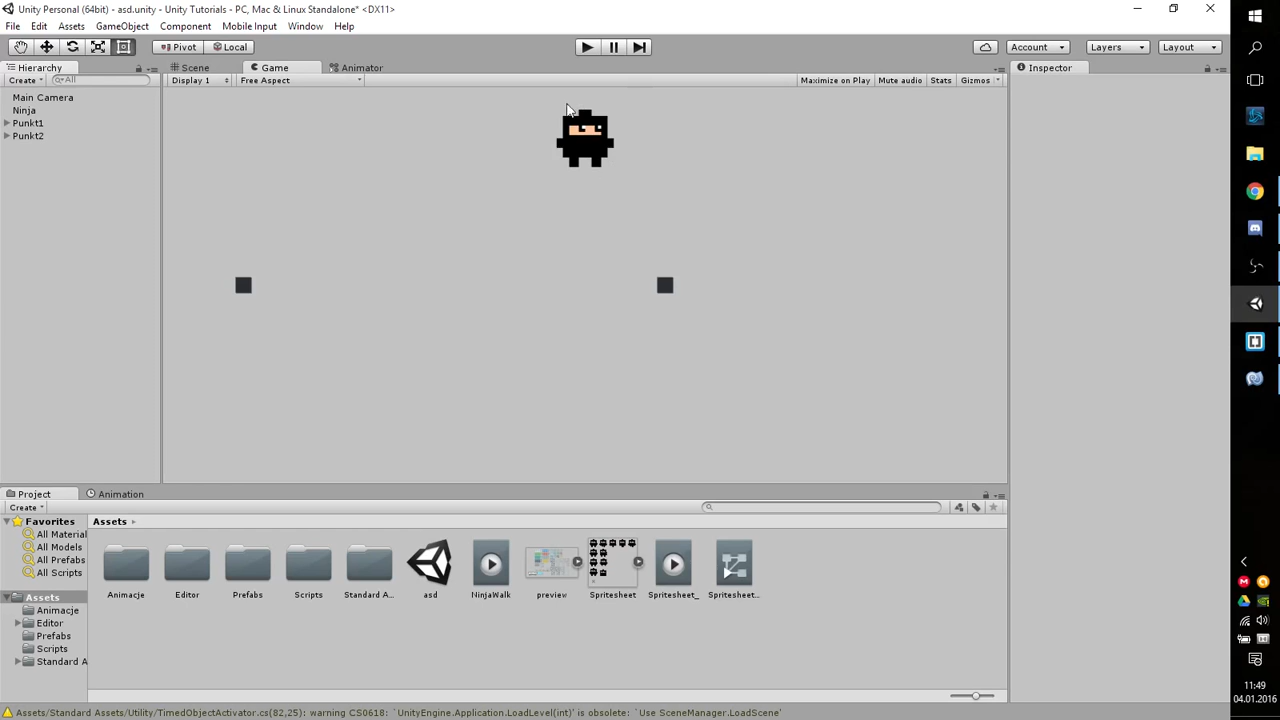 Unity Personal (64bit) - asd.unity - Unity Tutorials - PC, Mac & Linux Standalone* <DX11>
File Edit Assets GameObject Component Mobile Input Window Help
Pivot Local Account Layers Layout
Hierarchy Scene Game Animator Inspector
Create All Display 1 Free Aspect Maximize on Play Mute audio Stats Gizmos
Main Camera
Ninja
Punkt1
Punkt2
Project Animation
Create
Favorites Assets
All Material
All Models
All Prefabs
All Scripts
Assets
Animacje
Editor
Prefabs
Scripts
Standard A
Animacje Editor Prefabs Scripts Standard A... asd NinjaWalk preview Spritesheet Spritesheet_ Spritesheet...
Assets/Standard Assets/Utility/TimedObjectActivator.cs(82,25): warning CS0618: `UnityEngine.Application.LoadLevel(int)' is obsolete: `Use SceneManager.LoadScene'
11:49
04.01.2016